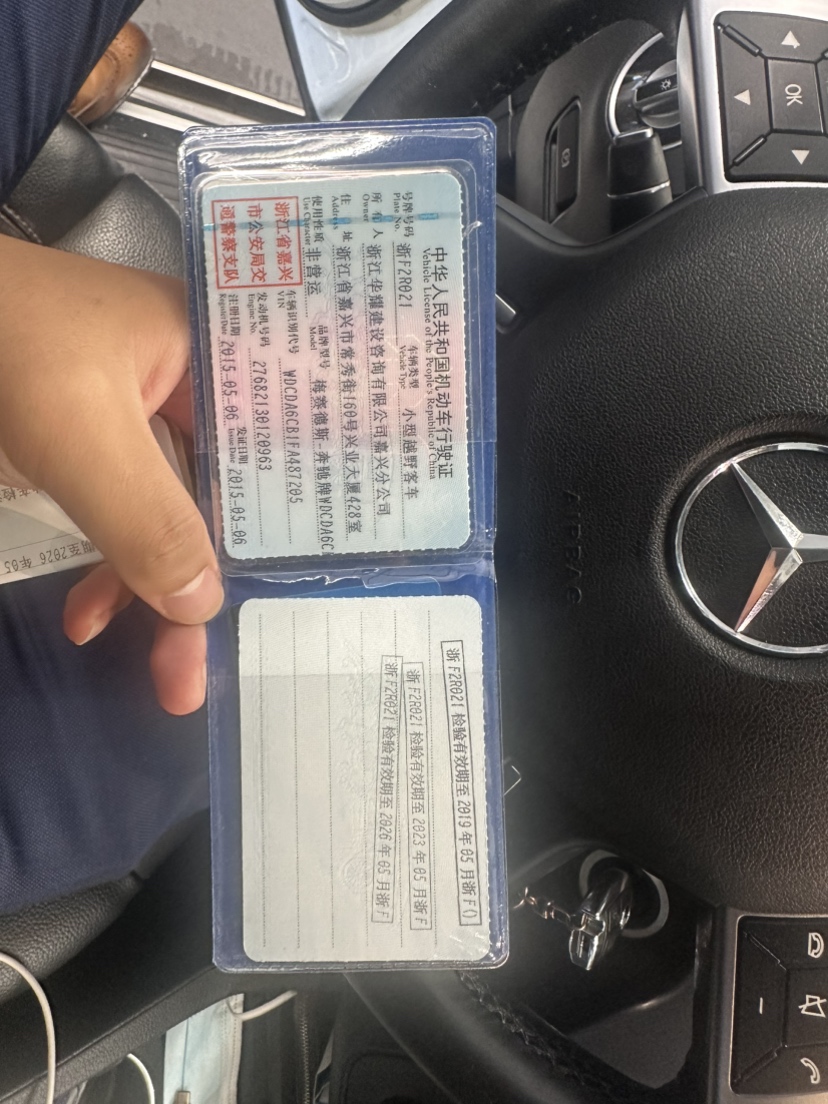 中华人民共和国机动车行驶证
Vehicle License of the People's Republic of China
号牌号码 浙F2R021 车辆类型 小型越野客车
Plate No. Vehicle Type
所有人 浙江华耀建设咨询有限公司嘉兴分公司
Owner
住址 浙江省嘉兴市常秀街160号兴业大厦428室
Address
使用性质 非营运 品牌型号 梅赛德斯-奔驰牌WDCDA6C
Use Character Model
浙江省嘉兴
市公安局交
通警察支队
车辆识别代号 WDCDA6CB1FA487205
VIN
发动机号码 27682130120963
Engine No.
注册日期 2015-05-06 发证日期 2015-05-06
Register Date Issue Date
浙F2R021 检验有效期至2019年05月浙F()
浙F2R021 检验有效期至2023年05月浙F
浙F2R021 检验有效期至2026年05月浙F
期至2026年05
OK
AIRBAG